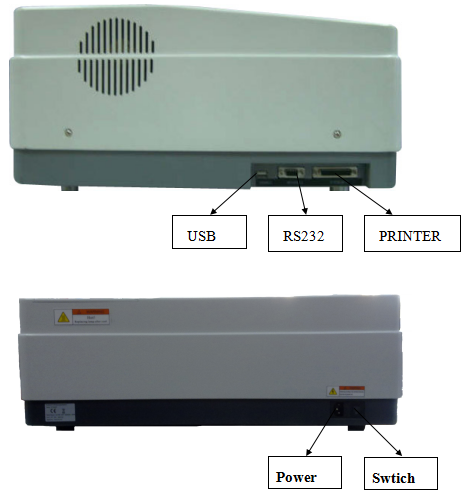 USB
RS232
PRINTER
Power
Swtich